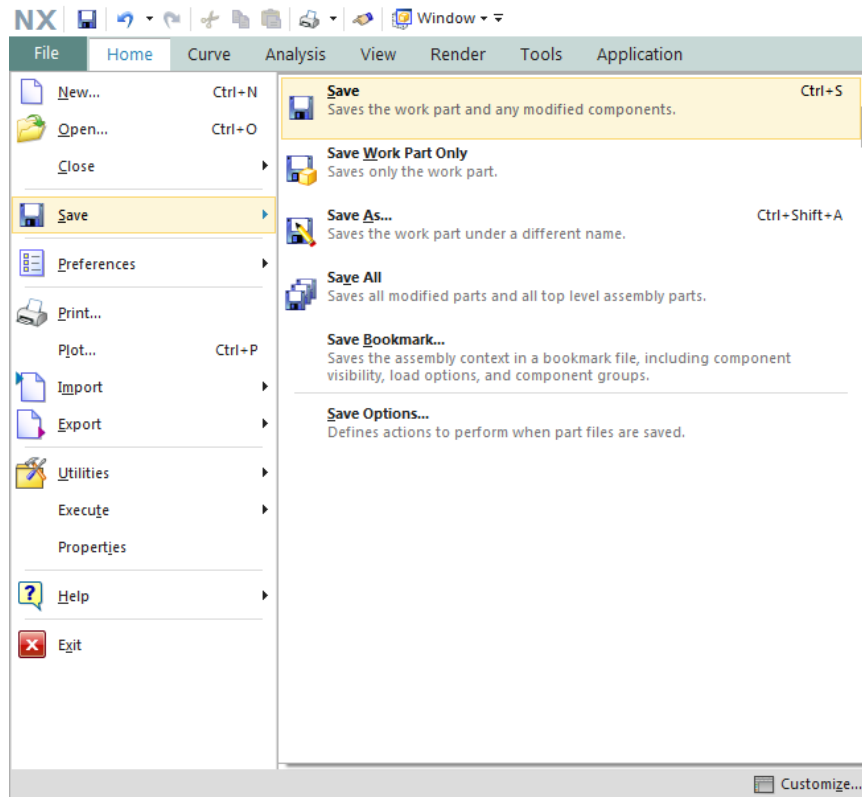 NX Window
File Home Curve Analysis View Render Tools Application
New... Ctrl+N
Open... Ctrl+O
Close
Save
Preferences
Print...
Plot... Ctrl+P
Import
Export
Utilities
Execute
Properties
Help
Exit
Save Ctrl+S
Saves the work part and any modified components.
Save Work Part Only
Saves only the work part.
Save As... Ctrl+Shift+A
Saves the work part under a different name.
Save All
Saves all modified parts and all top level assembly parts.
Save Bookmark...
Saves the assembly context in a bookmark file, including component
visibility, load options, and component groups.
Save Options...
Defines actions to perform when part files are saved.
Customize...